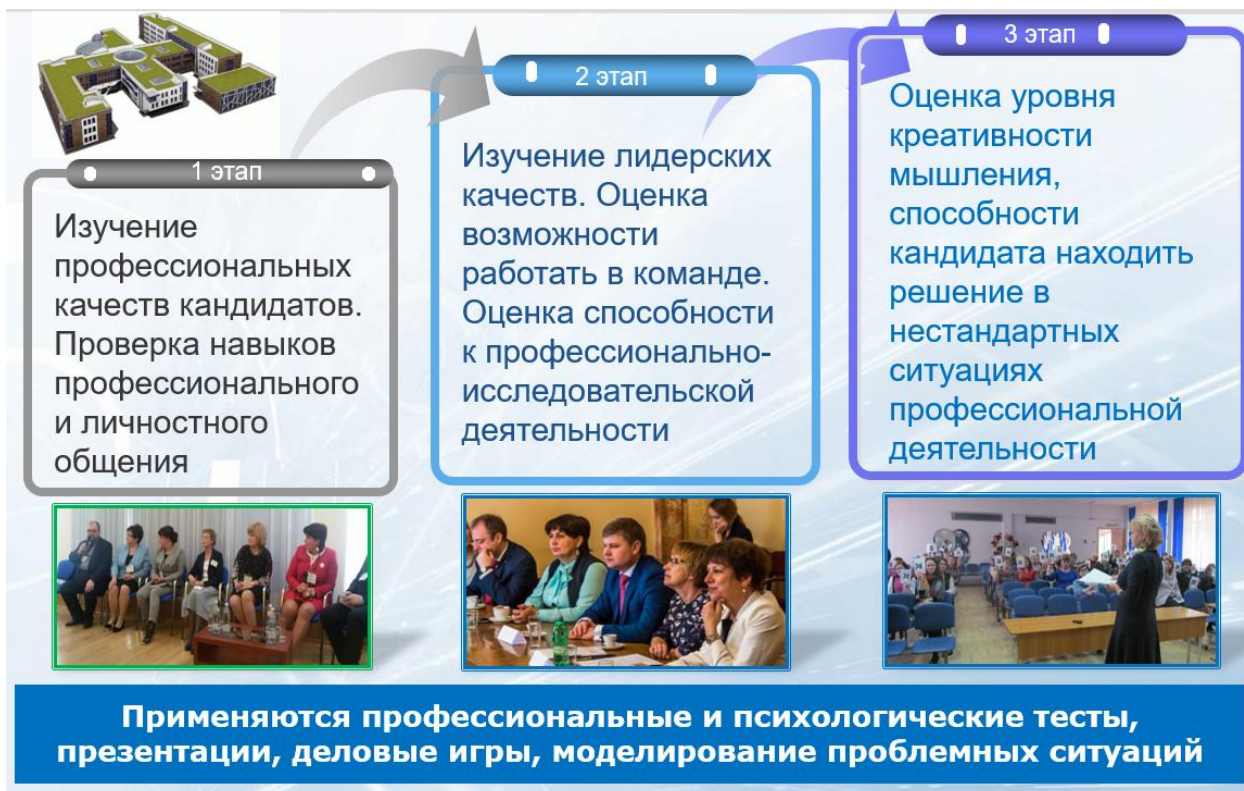 1 этап
Изучение
профессиональных
качеств кандидатов.
Проверка навыков
профессионального
и личностного
общения
2 этап
Изучение лидерских
качеств. Оценка
возможности
работать в команде.
Оценка способности
к профессионально-
исследовательской
деятельности
3 этап
Оценка уровня
креативности
мышления,
способности
кандидата находить
решение в
нестандартных
ситуациях
профессиональной
деятельности
Применяются профессиональные и психологические тесты,
презентации, деловые игры, моделирование проблемных ситуаций